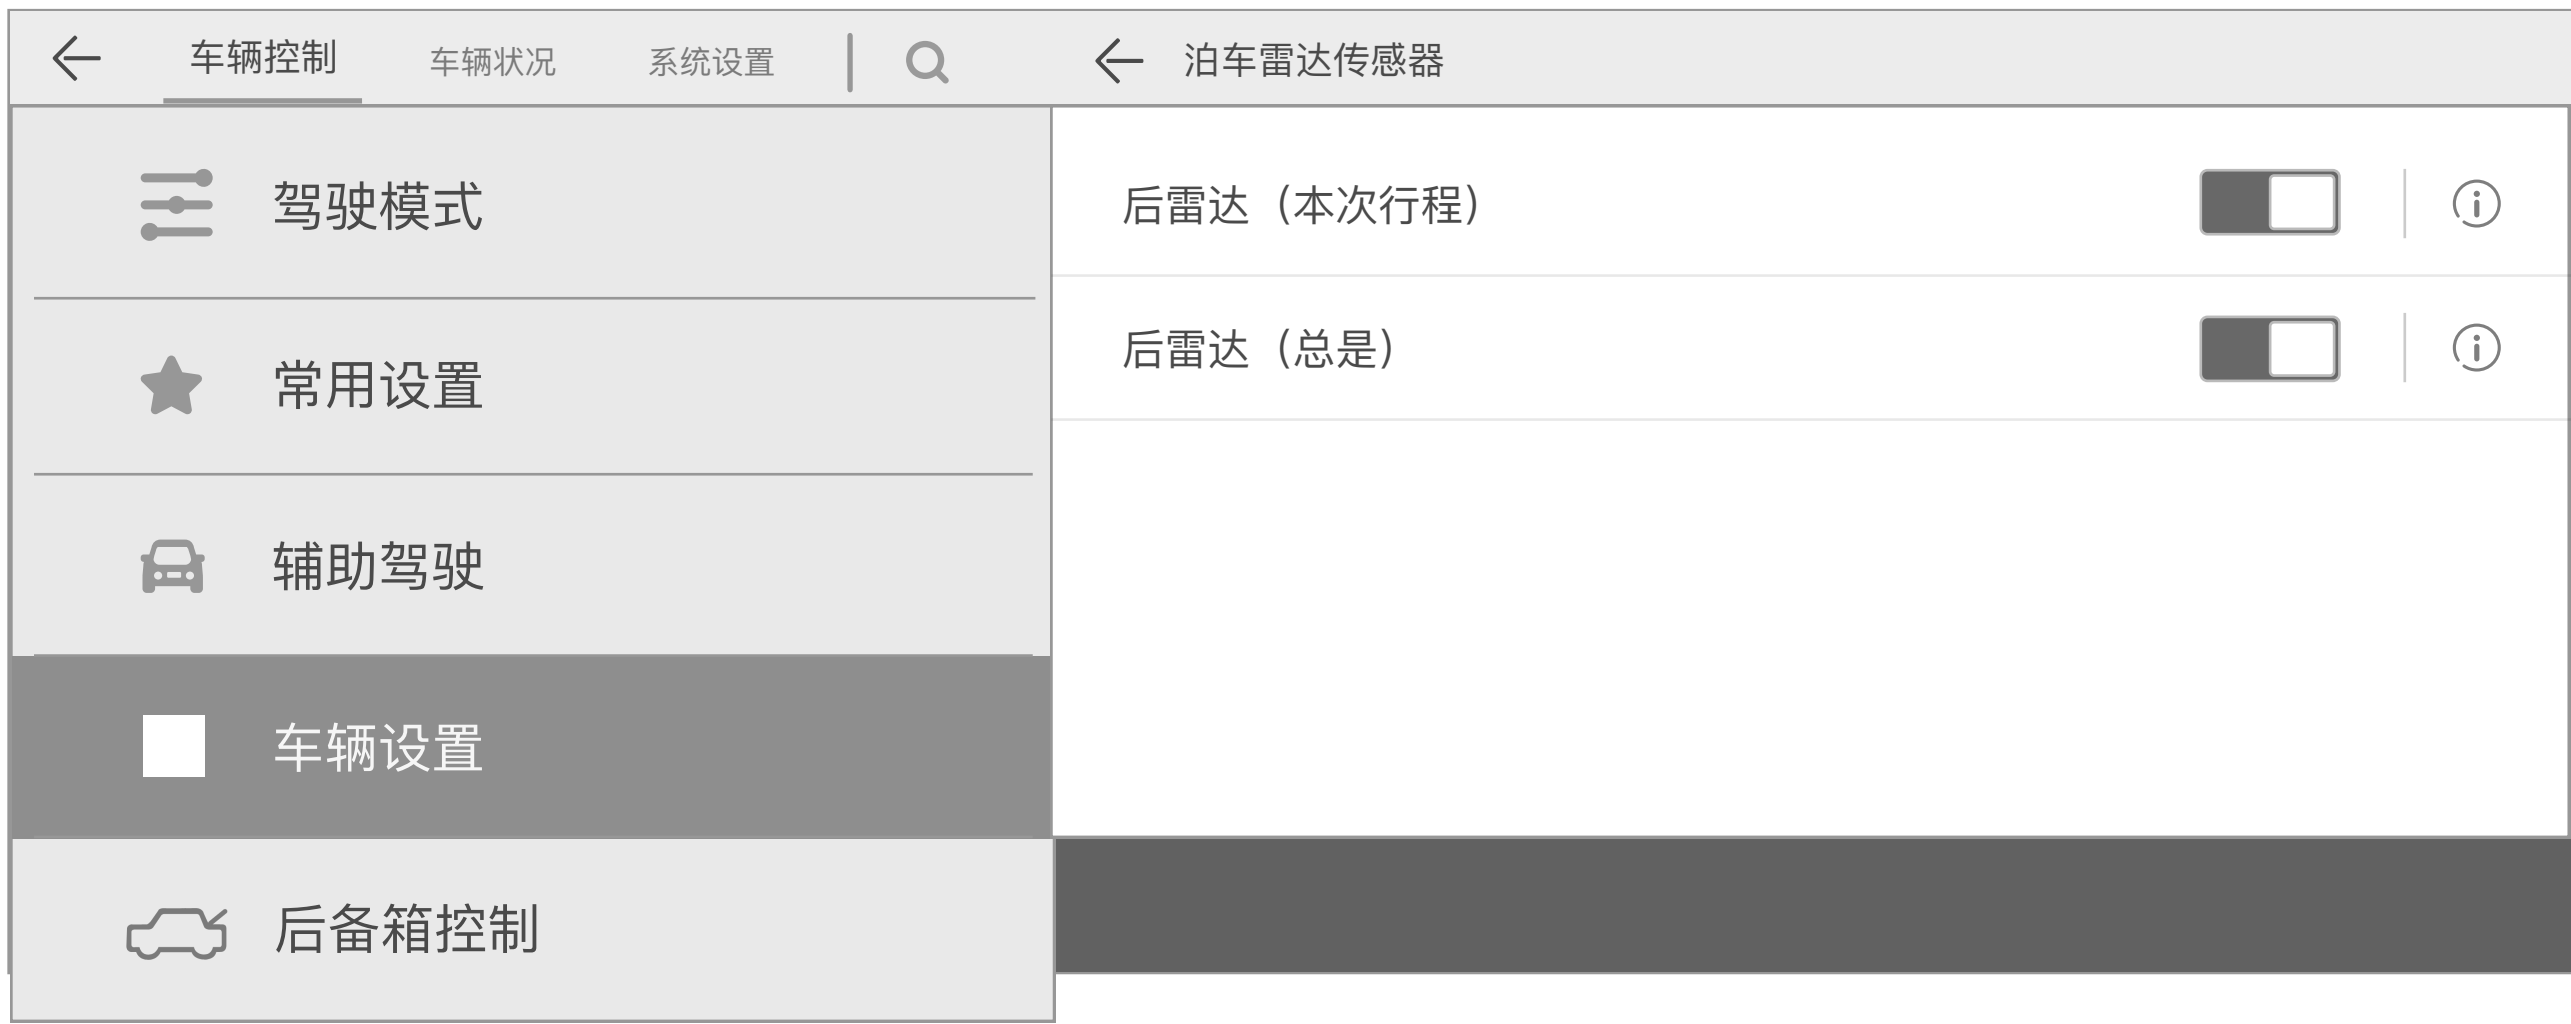 车辆控制
车辆状况
系统设置
泊车雷达传感器
驾驶模式
常用设置
辅助驾驶
车辆设置
后备箱控制
后雷达（本次行程）
后雷达（总是）